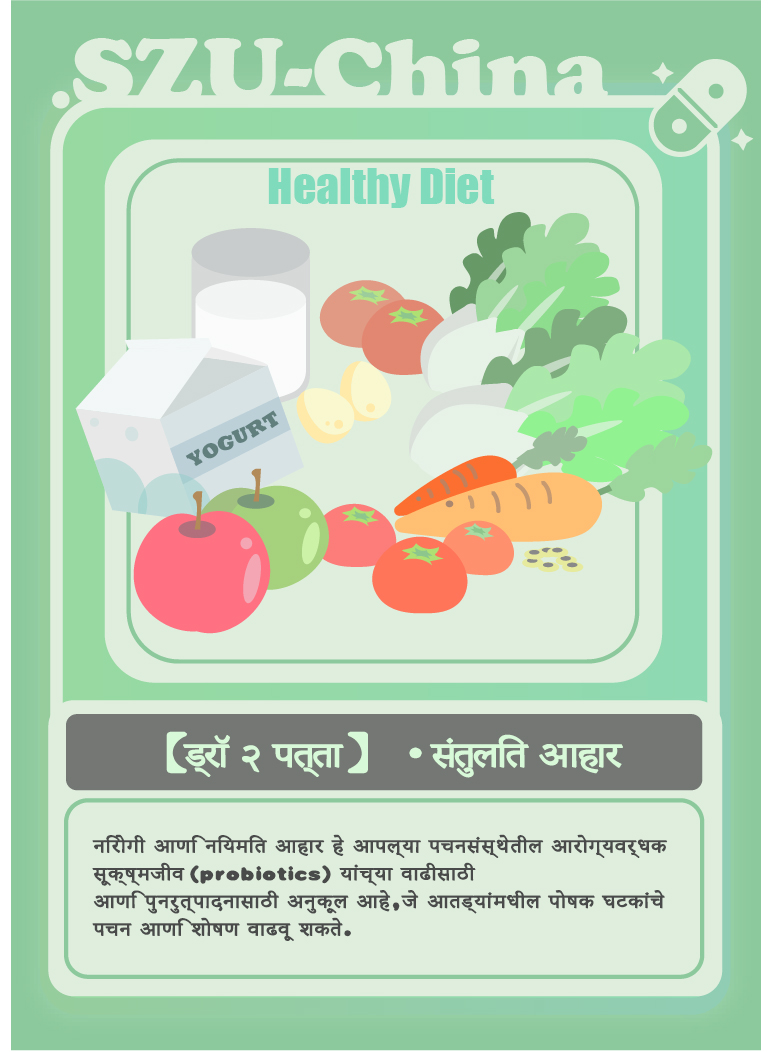 SZU-China
Healthy Diet
YOGURT
【ड्रॉ २ पत्ता】 •संतुलति आहार
निरोगी आणि नियमति आहार हे आपल्या पचनसंस्थेतील आरोग्यवर्धक
सूक्ष्मजीव (probiotics) यांच्या वाढीसाठी
आणि पुनरुत्पादनासाठी अनुकूल आहे,जे आतड्यांमधील पोषक घटकांचे
पचन आणि शोषण वाढवू शकते.